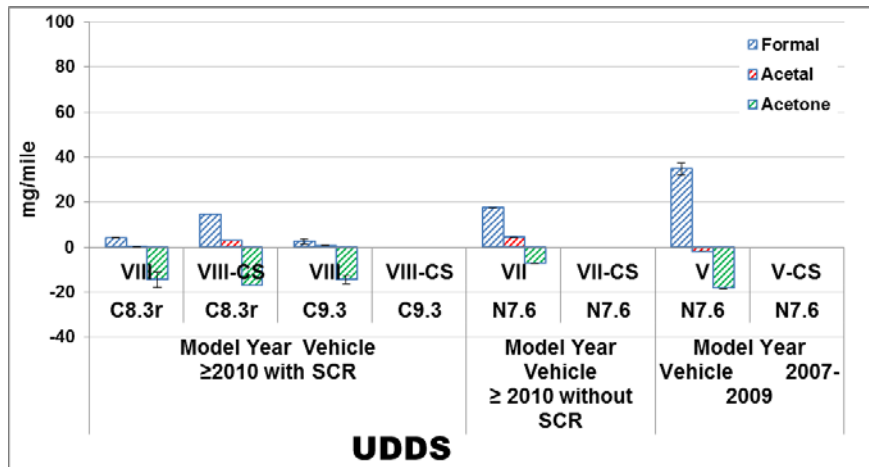 100
80
60
40
20
0
-20
-40
mg/mile
Formal
Acetal
Acetone
VIII VIII-CS VIII VIII-CS VII VII-CS V V-CS
C8.3r C8.3r C9.3 C9.3 N7.6 N7.6 N7.6 N7.6
Model Year Vehicle
≥2010 with SCR
Model Year
Vehicle
≥ 2010 without
SCR
Model Year
Vehicle 2007-
2009
UDDS